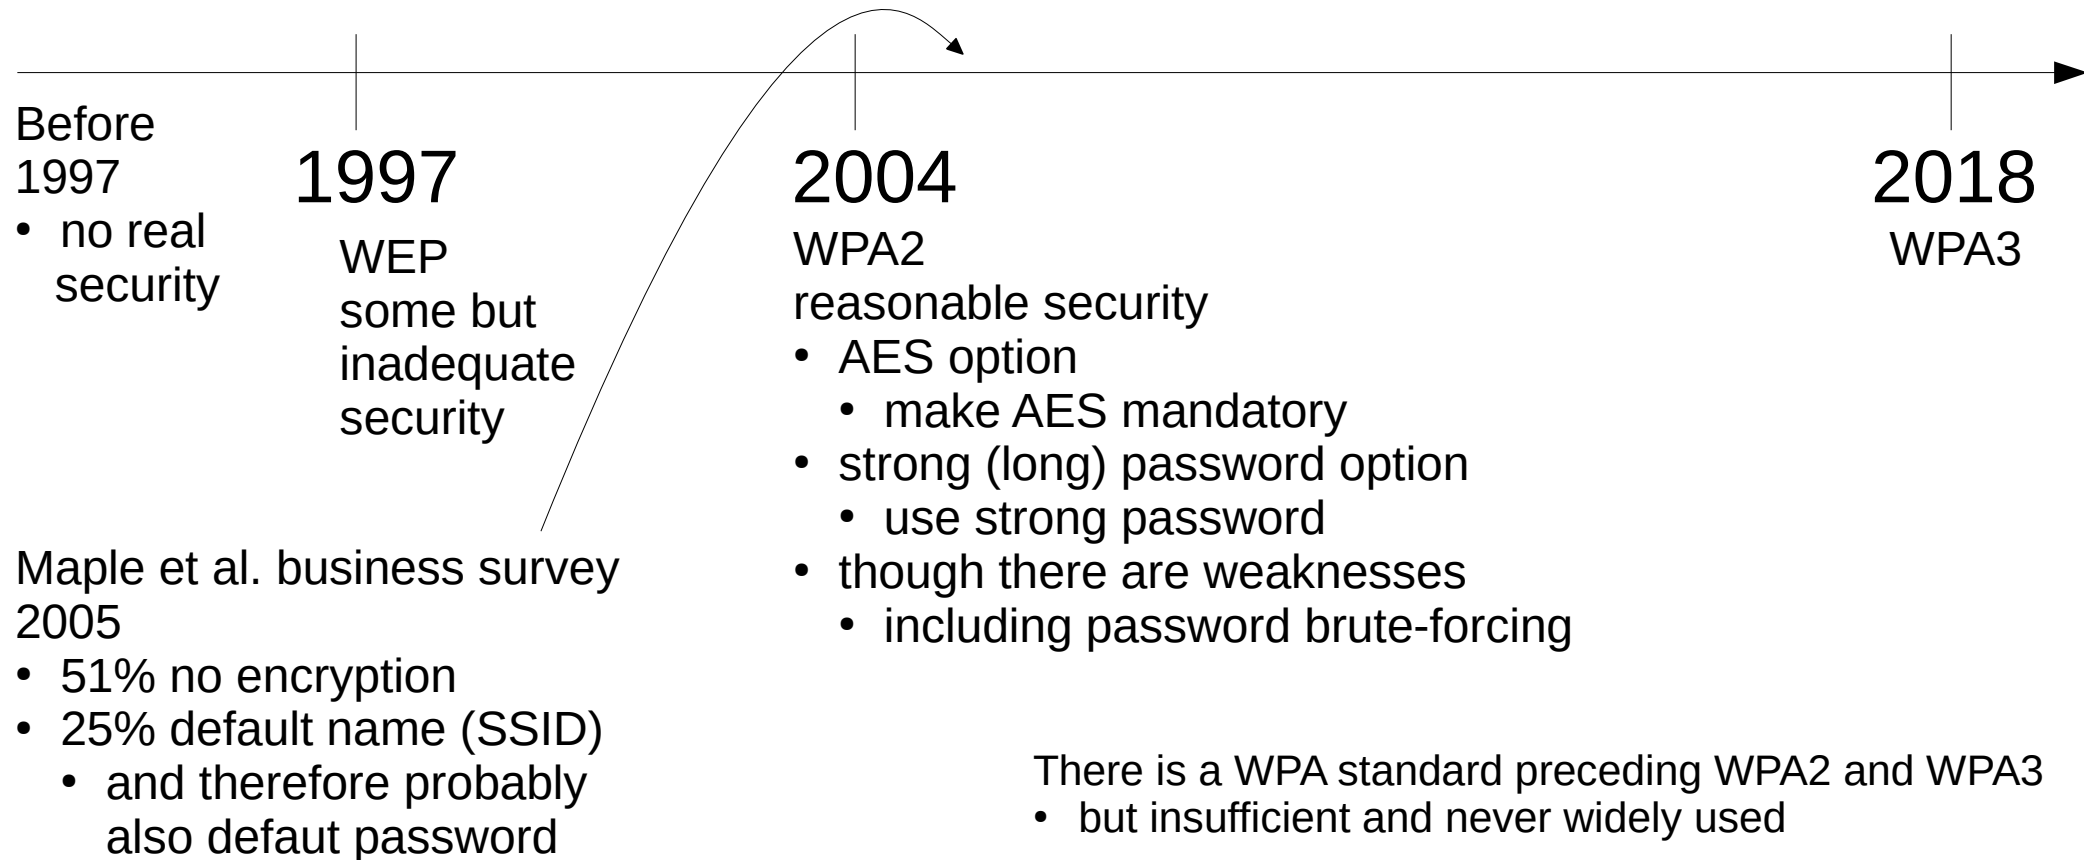 Before
1997
• no real
security
1997
WEP
some but
inadequate
security
2004
WPA2
reasonable security
• AES option
• make AES mandatory
• strong (long) password option
• use strong password
• though there are weaknesses
• including password brute-forcing
2018
WPA3
Maple et al. business survey
2005
• 51% no encryption
• 25% default name (SSID)
• and therefore probably
also defaut password
There is a WPA standard preceding WPA2 and WPA3
• but insufficient and never widely used